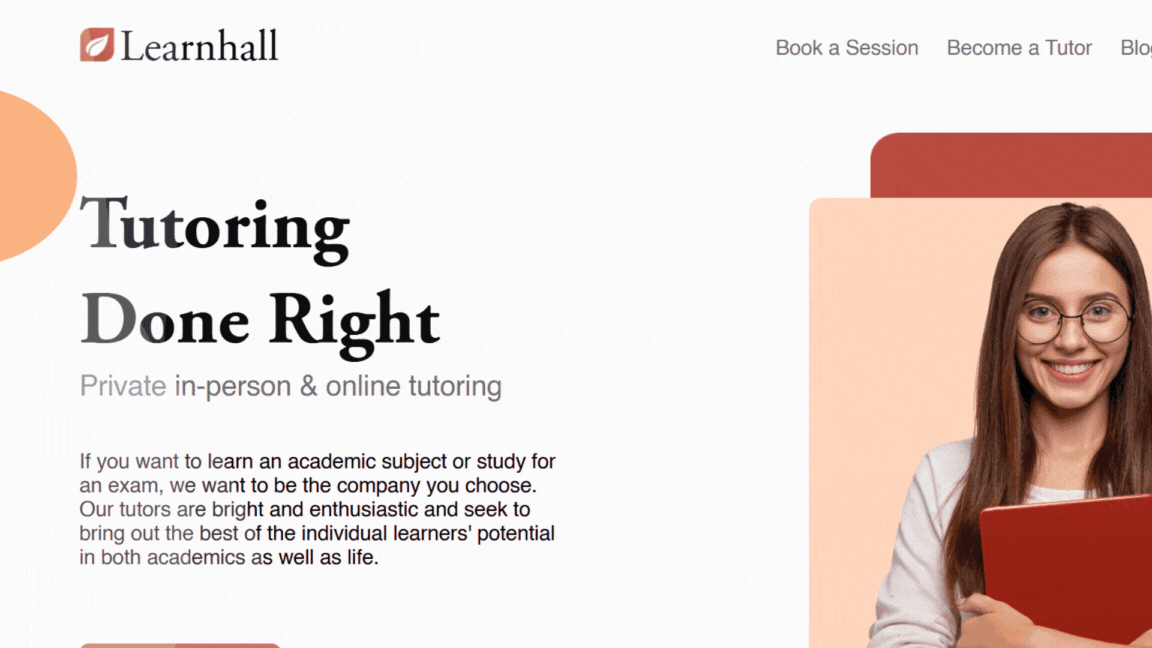 Learnhall
Book a Session Become a Tutor
Tutoring
Done Right
Private in-person & online tutoring
If you want to learn an academic subject or study for
an exam, we want to be the company you choose.
Our tutors are bright and enthusiastic and seek to
bring out the best of the individual learners' potential
in both academics as well as life.